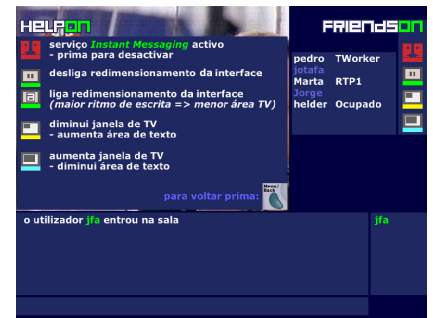 HELPON
FRIENDSON
serviço Instant Messaging activo
- prima para desactivar
desliga redimensionamento da interface
liga redimensionamento da interface
(maior ritmo de escrita => menor área TV)
diminui janela de TV
- aumenta área de texto
aumenta janela de TV
- diminui área de texto
para voltar prima:
Menu/
Back
pedro TWorker
jotafa
Marta RTP1
Jorge
helder Ocupado
o utilizador jfa entrou na sala
jfa